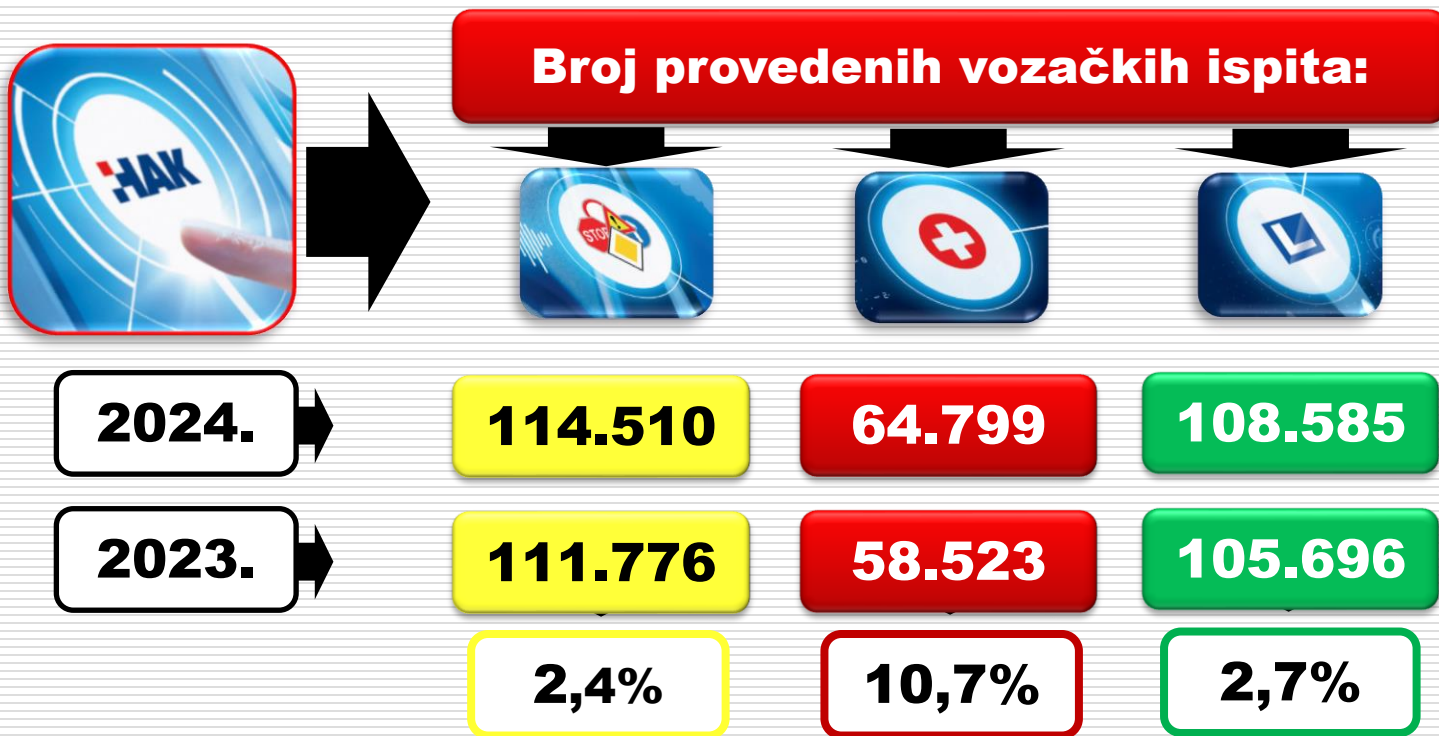 Broj provedenih vozačkih ispita:
HAK
STOP
L
2024.
114.510
64.799
108.585
2023.
111.776
58.523
105.696
2,4%
10,7%
2,7%